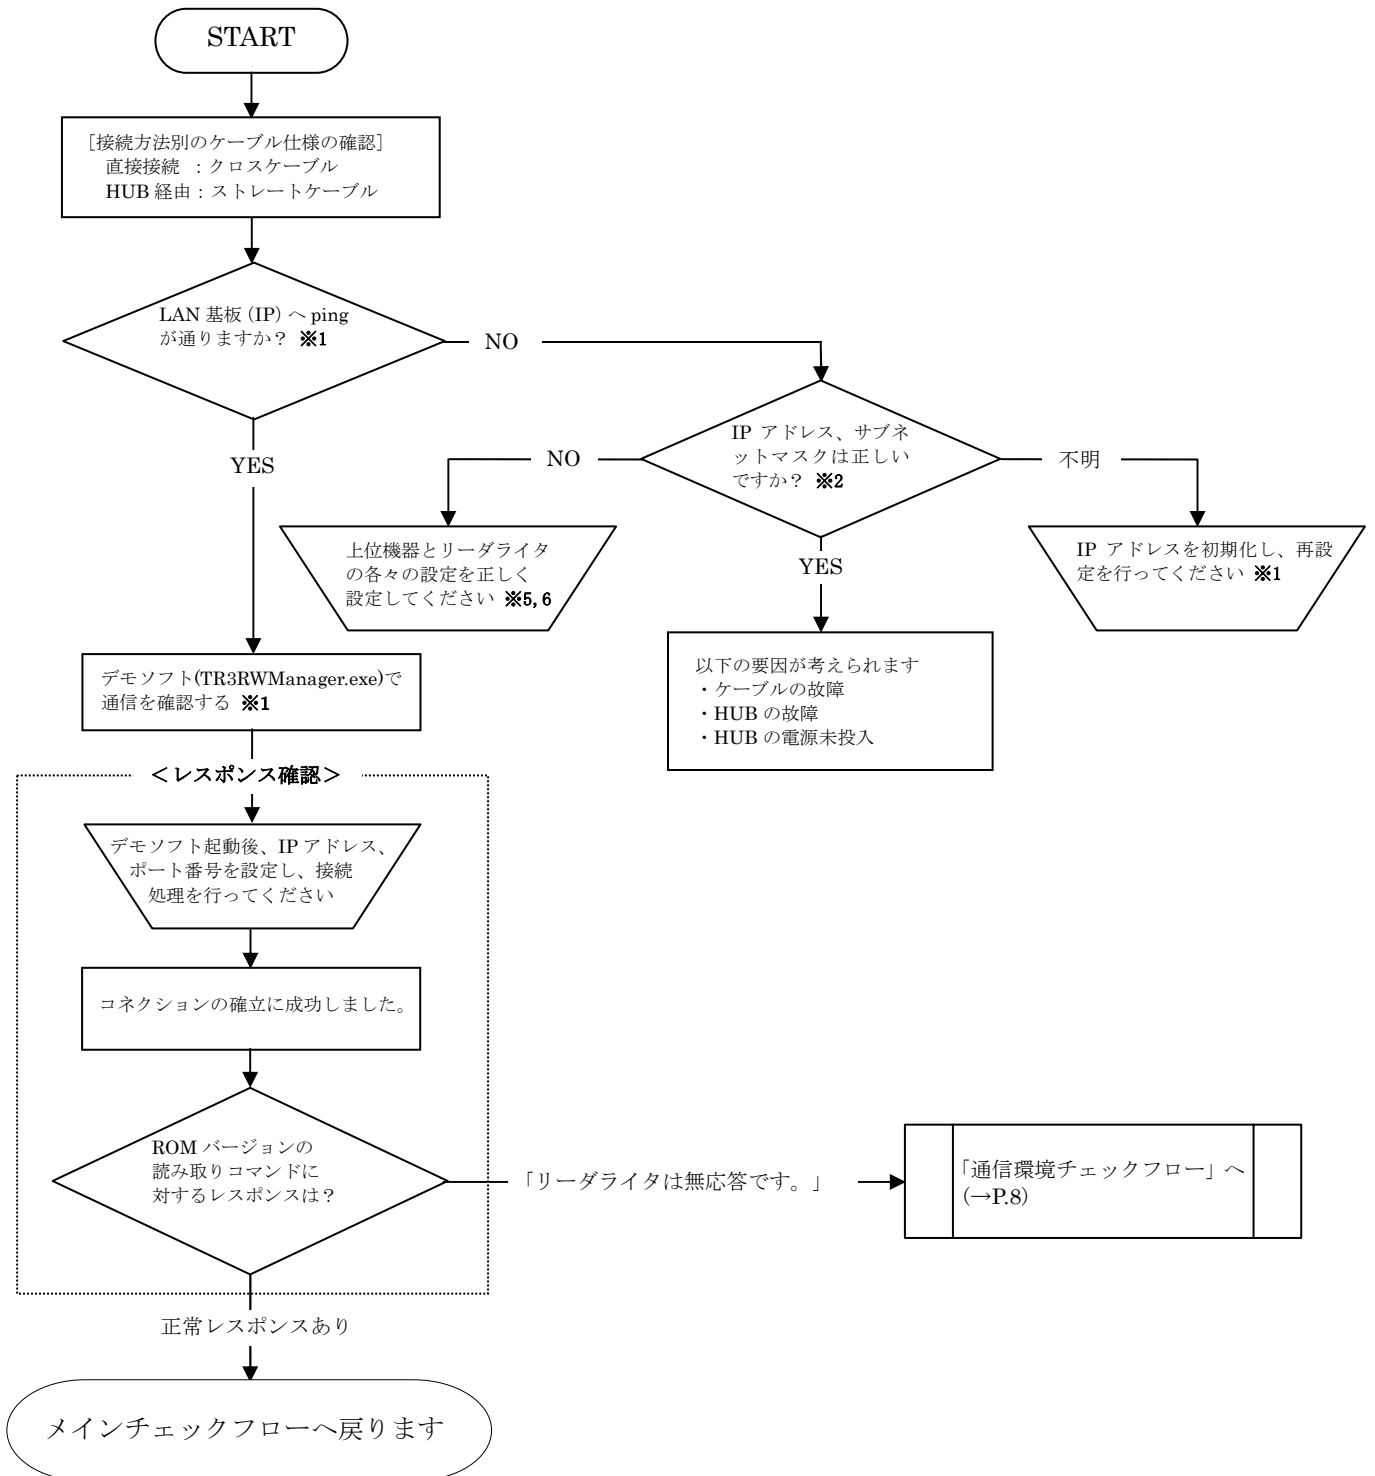 START
［接続方法別のケーブル仕様の確認］
直接接続 ：クロスケーブル
HUB 経由：ストレートケーブル
LAN 基板（IP）へ ping
が通りますか？ ※1
NO
YES
IP アドレス、サブネ
ットマスクは正しい
ですか？ ※2
NO
不明
YES
上位機器とリーダライタ
の各々の設定を正しく
設定してください ※5,6
IP アドレスを初期化し、再設
定を行ってください ※1
以下の要因が考えられます
・ケーブルの故障
・HUB の故障
・HUB の電源未投入
デモソフト(TR3RWManager.exe)で
通信を確認する ※1
＜レスポンス確認＞
デモソフト起動後、IP アドレス、
ポート番号を設定し、接続
処理を行ってください
コネクションの確立に成功しました。
ROM バージョンの
読み取りコマンドに
対するレスポンスは？
「リーダライタは無応答です。」
「通信環境チェックフロー」へ
（→P.8）
正常レスポンスあり
メインチェックフローへ戻ります